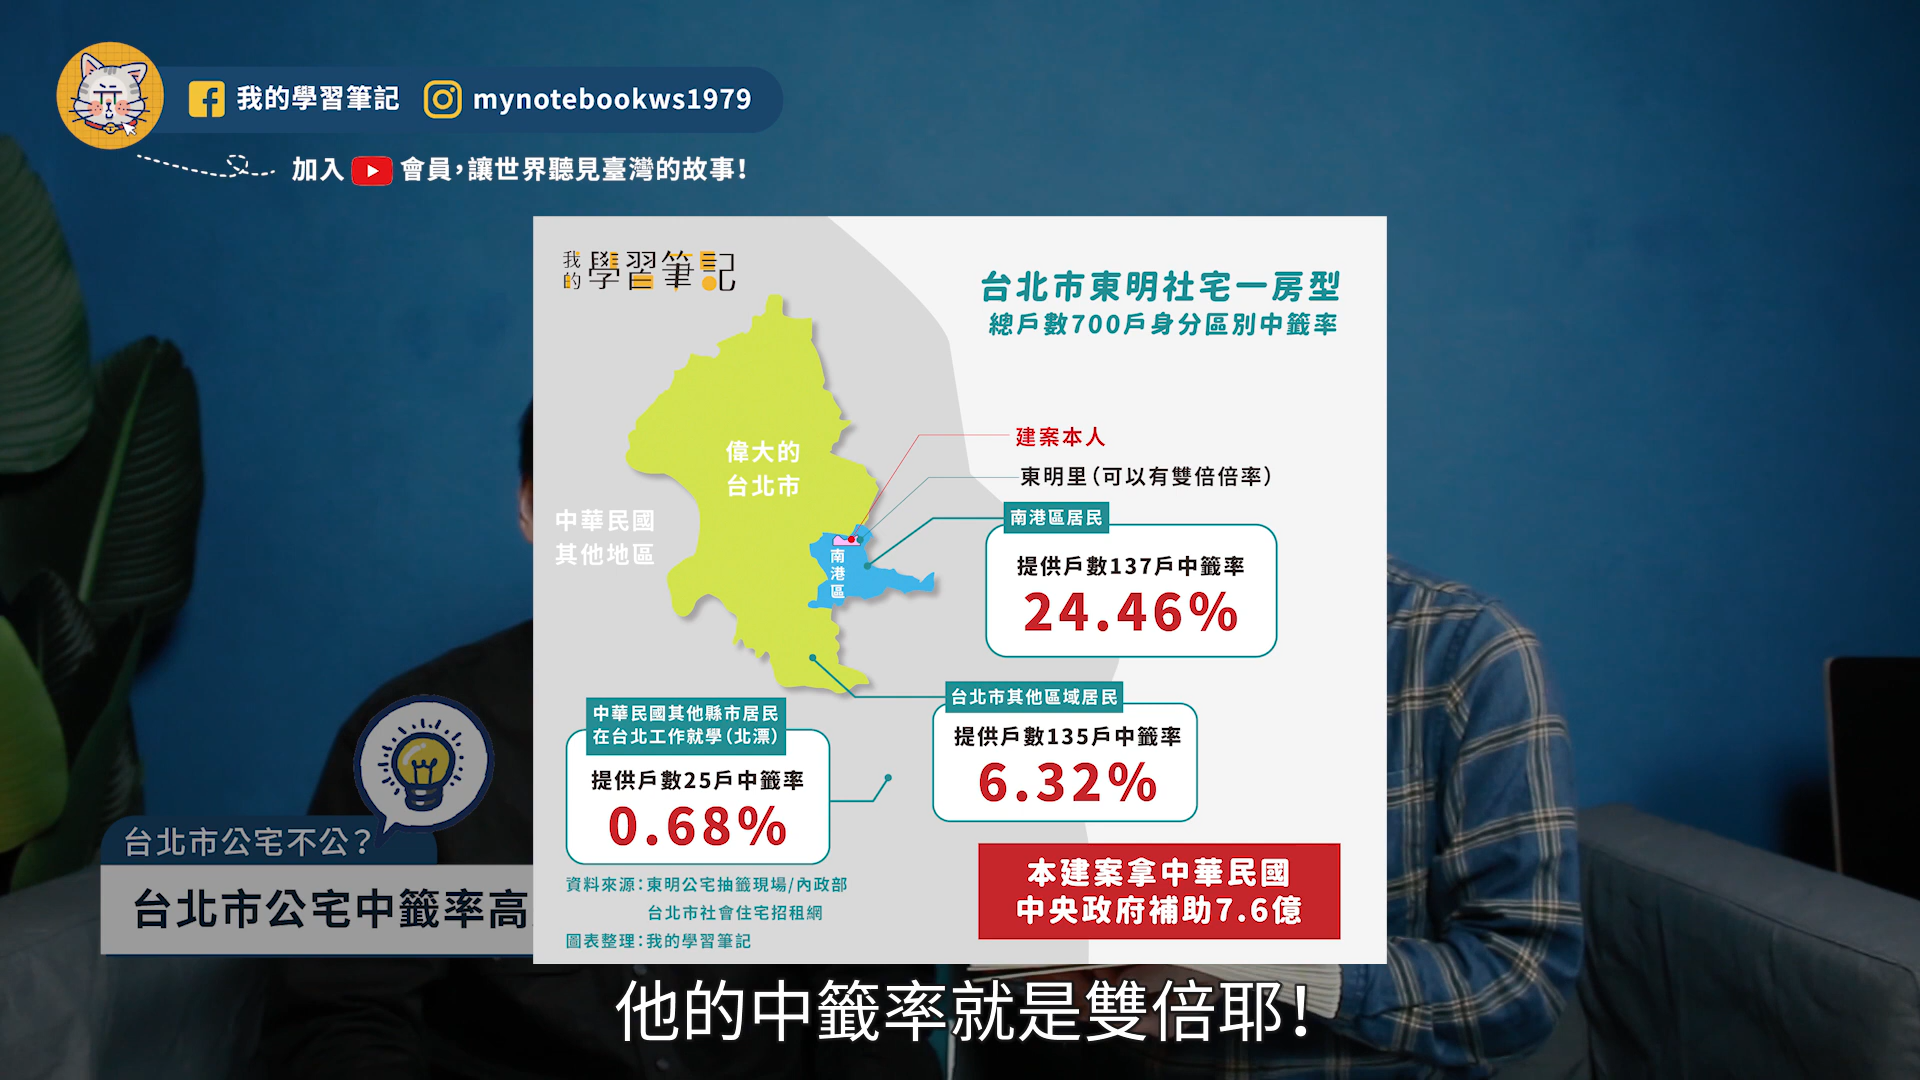 我的學習筆記 mynotebookws1979
加入 會員,讓世界聽見臺灣的故事!
我的學習筆記
台北市東明社宅一房型
總戶數700戶身分區別中籤率
建案本人
東明里(可以有雙倍倍率)
偉大的
台北市
中華民國
其他地區
南港區
南港區居民
提供戶數137戶中籤率
24.46%
台北市其他區域居民
提供戶數135戶中籤率
6.32%
中華民國其他縣市居民
在台北工作就學(北漂)
提供戶數25戶中籤率
0.68%
資料來源:東明公宅抽籤現場/內政部
台北市社會住宅招租網
圖表整理:我的學習筆記
本建案拿中華民國
中央政府補助7.6億
台北市公宅不公?
台北市公宅中籤率高
他的中籤率就是雙倍耶!